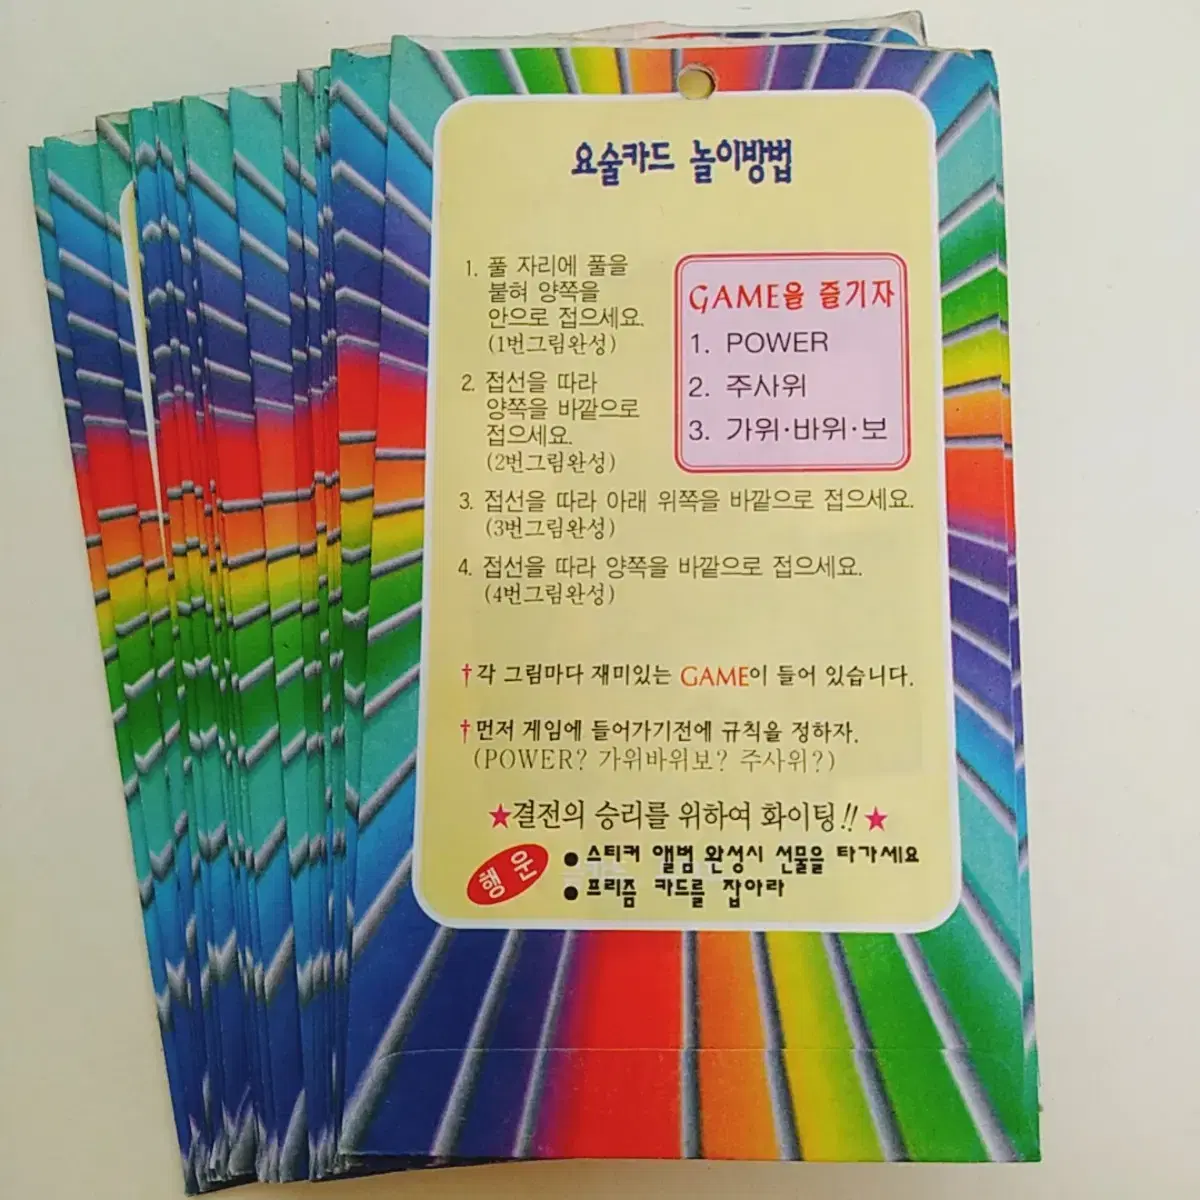 요술카드 놀이방법
1. 풀 자리에 풀을
붙혀 양쪽을
안으로 접으세요.
(1번그림완성)
2. 접선을 따라
양쪽을 바깥으로
접으세요.
(2번그림완성)
GAME을 즐기자
1. POWER
2. 주사위
3. 가위·바위·보
3. 접선을 따라 아래 위쪽을 바깥으로 접으세요.
(3번그림완성)
4. 접선을 따라 양쪽을 바깥으로 접으세요.
(4번그림완성)
†각 그림마다 재미있는 GAME이 들어 있습니다.
†먼저 게임에 들어가기전에 규칙을 정하자.
(POWER? 가위바위보? 주사위?)
★결전의 승리를 위하여 화이팅!!★
● 스티커 앨범 완성시 선물을 타가세요
● 프리즘 카드를 잡아라